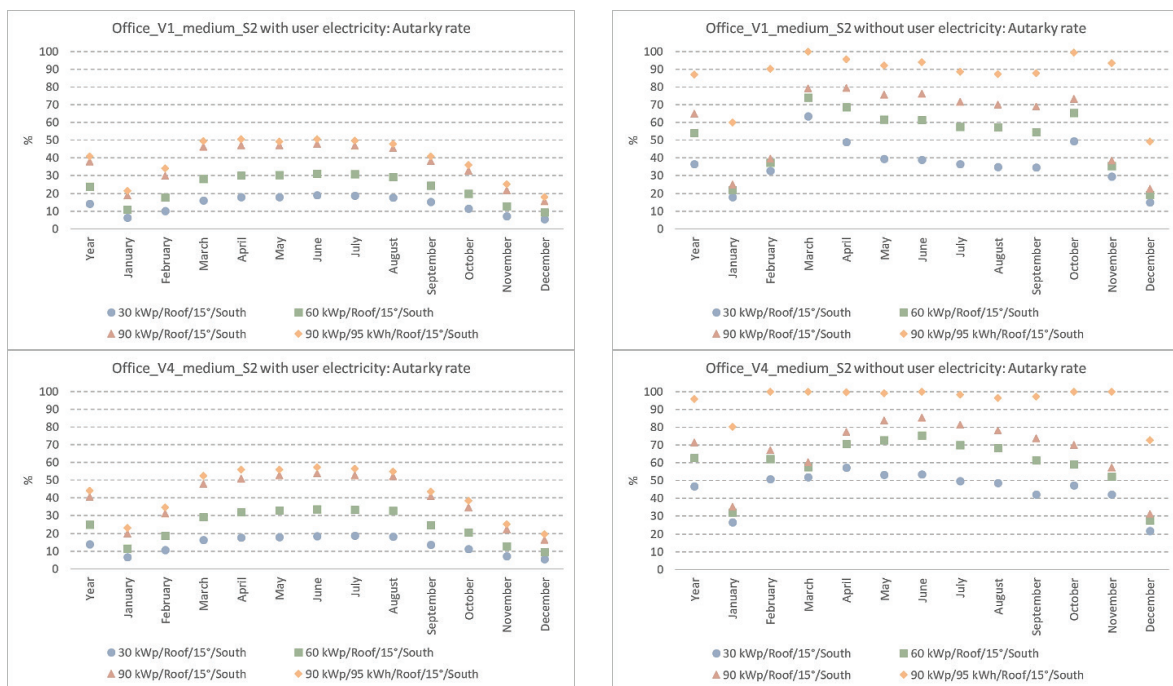 Office_V1_medium_S2 with user electricity: Autarky rate
100
90
80
70
60
50
40
30
20
10
0
%
Year
January
February
March
April
May
June
July
August
September
October
November
December
30 kWp/Roof/15°/South
60 kWp/Roof/15°/South
90 kWp/Roof/15°/South
90 kWp/95 kWh/Roof/15°/South
Office_V1_medium_S2 without user electricity: Autarky rate
100
90
80
70
60
50
40
30
20
10
0
%
Year
January
February
March
April
May
June
July
August
September
October
November
December
30 kWp/Roof/15°/South
60 kWp/Roof/15°/South
90 kWp/Roof/15°/South
90 kWp/95 kWh/Roof/15°/South
Office_V4_medium_S2 with user electricity: Autarky rate
100
90
80
70
60
50
40
30
20
10
0
%
Year
January
February
March
April
May
June
July
August
September
October
November
December
30 kWp/Roof/15°/South
60 kWp/Roof/15°/South
90 kWp/Roof/15°/South
90 kWp/95 kWh/Roof/15°/South
Office_V4_medium_S2 without user electricity: Autarky rate
100
90
80
70
60
50
40
30
20
10
0
%
Year
January
February
March
April
May
June
July
August
September
October
November
December
30 kWp/Roof/15°/South
60 kWp/Roof/15°/South
90 kWp/Roof/15°/South
90 kWp/95 kWh/Roof/15°/South